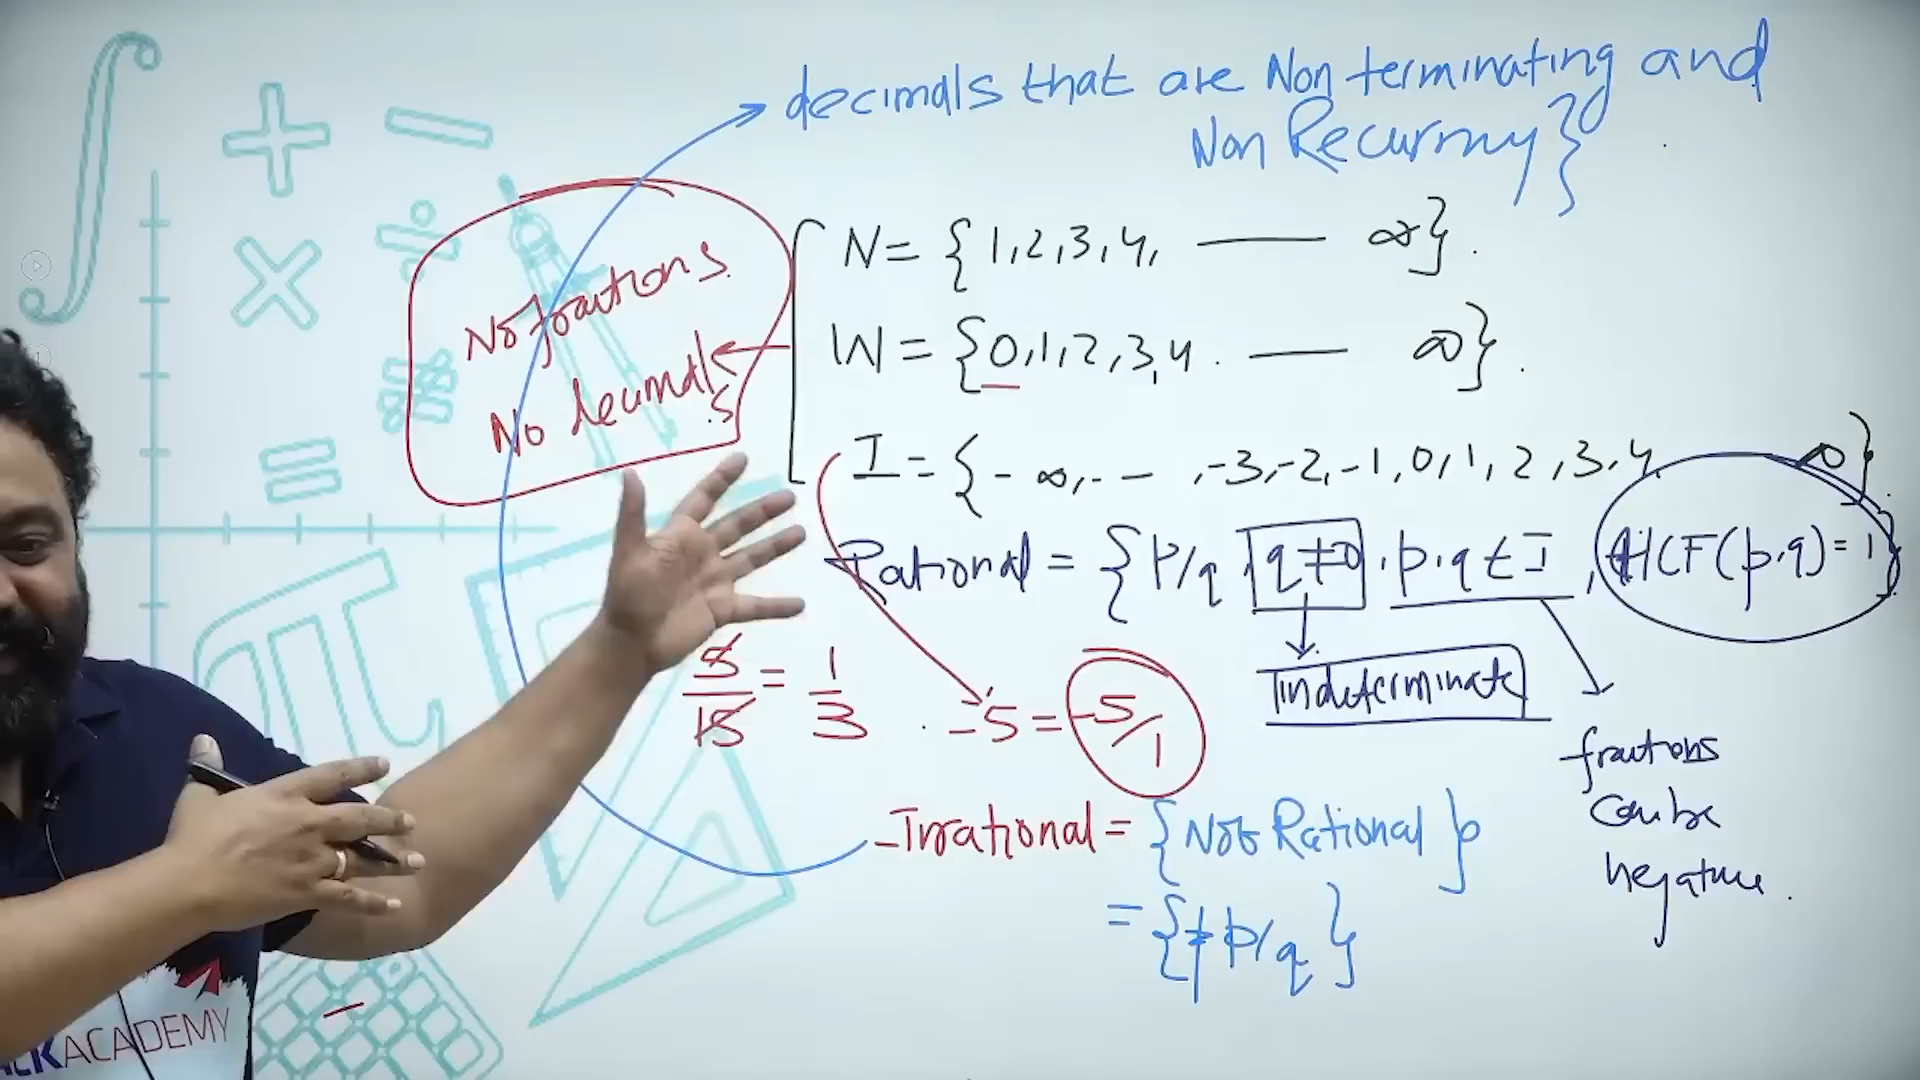 decimals that are Non terminating and
Non Recurring}
No fractions
No decimals
N = {1, 2, 3, 4, —— ∞}.
W = {0, 1, 2, 3, 4 . —— ∞}.
I = {- ∞, - — , -3, -2, -1, 0, 1, 2, 3, 4, ∞}.
Rational = {p/q, q≠0, p, q ∈ I, HCF(p,q) = 1}
Indeterminate
fractions
can be
negative.
5/15 = 1/3
-5 = -5/1
Irrational = {Not Rational}
= {≠ p/q}
ACADEMY